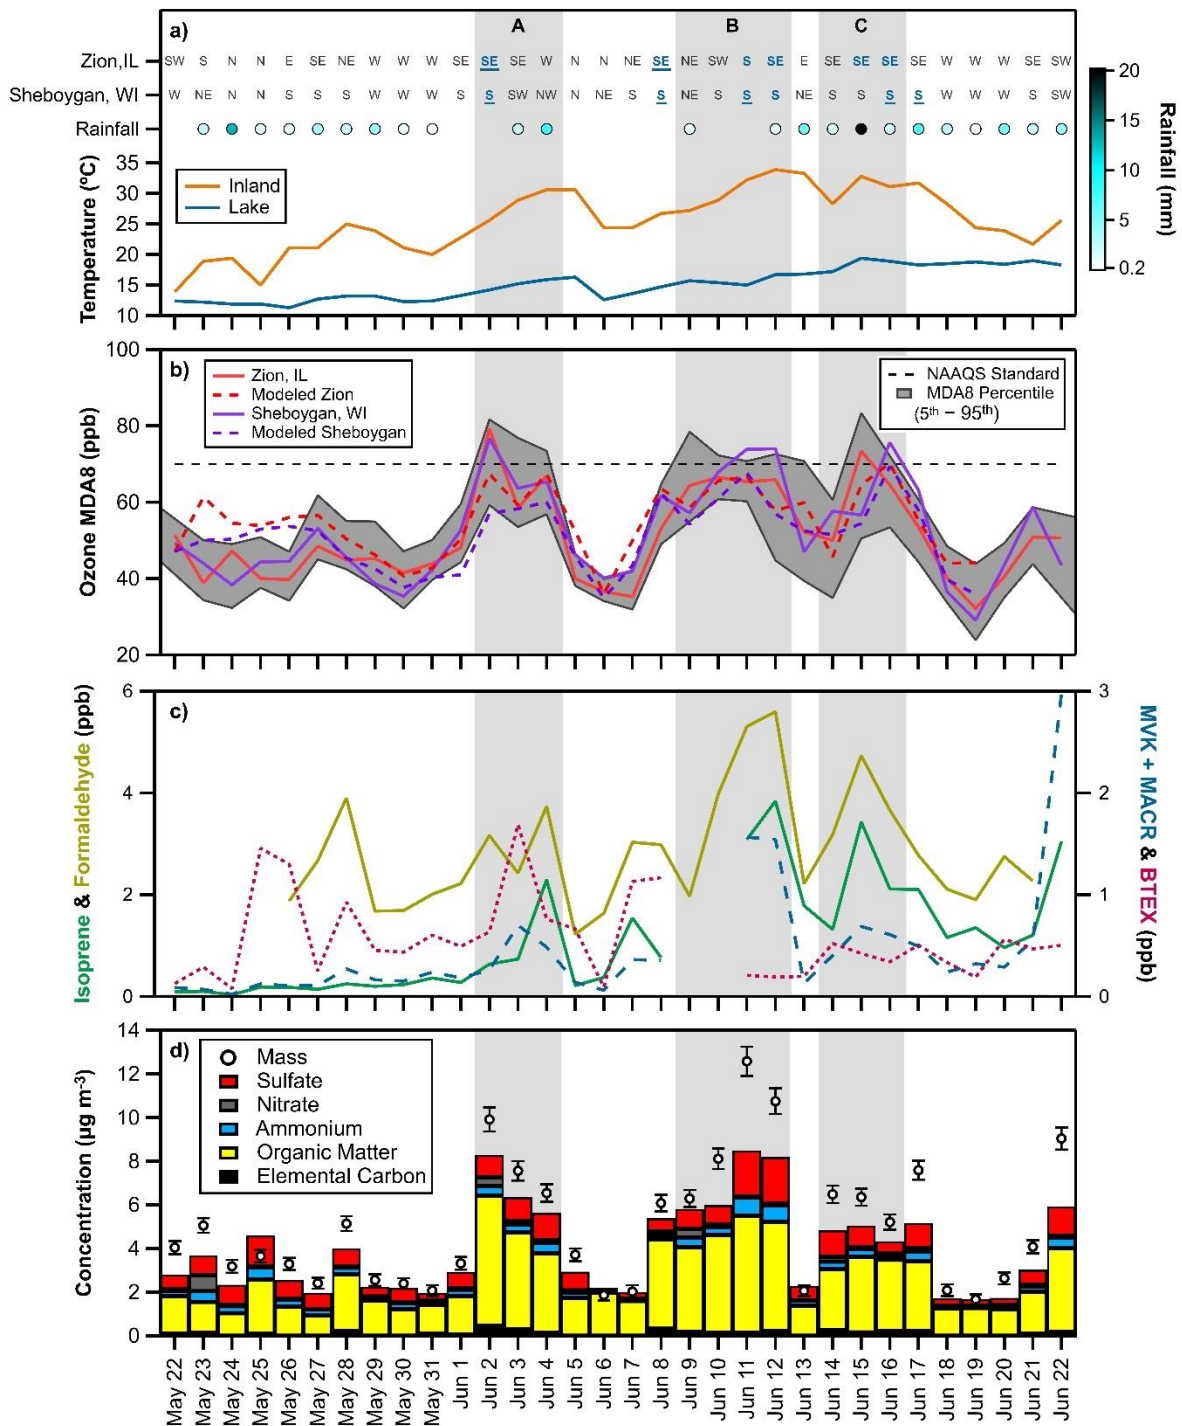 a)
A B C
Zion,IL SW S N N E SE NE W W W SE SE SE W N N NE SE NE SW S SE E SE SE SE SE W W W SE SW
Sheboygan, WI W NE N N S S S W W W S S SW NW N NE S S NE S S S NE S S S S W W W S SW
Rainfall
Temperature (ºC)
35
30
25
20
15
10
Inland
Lake
20
15
10
5
0.2
Rainfall (mm)
b)
Ozone MDA8 (ppb)
100
80
60
40
20
Zion, IL
Modeled Zion
Sheboygan, WI
Modeled Sheboygan
NAAQS Standard
MDA8 Percentile
(5th – 95th)
c)
Isoprene & Formaldehyde (ppb)
6
4
2
0
3
2
1
0
MVK + MACR & BTEX (ppb)
d)
Concentration (µg m-3)
14
12
10
8
6
4
2
0
Mass
Sulfate
Nitrate
Ammonium
Organic Matter
Elemental Carbon
May 22
May 23
May 24
May 25
May 26
May 27
May 28
May 29
May 30
May 31
Jun 1
Jun 2
Jun 3
Jun 4
Jun 5
Jun 6
Jun 7
Jun 8
Jun 9
Jun 10
Jun 11
Jun 12
Jun 13
Jun 14
Jun 15
Jun 16
Jun 17
Jun 18
Jun 19
Jun 20
Jun 21
Jun 22